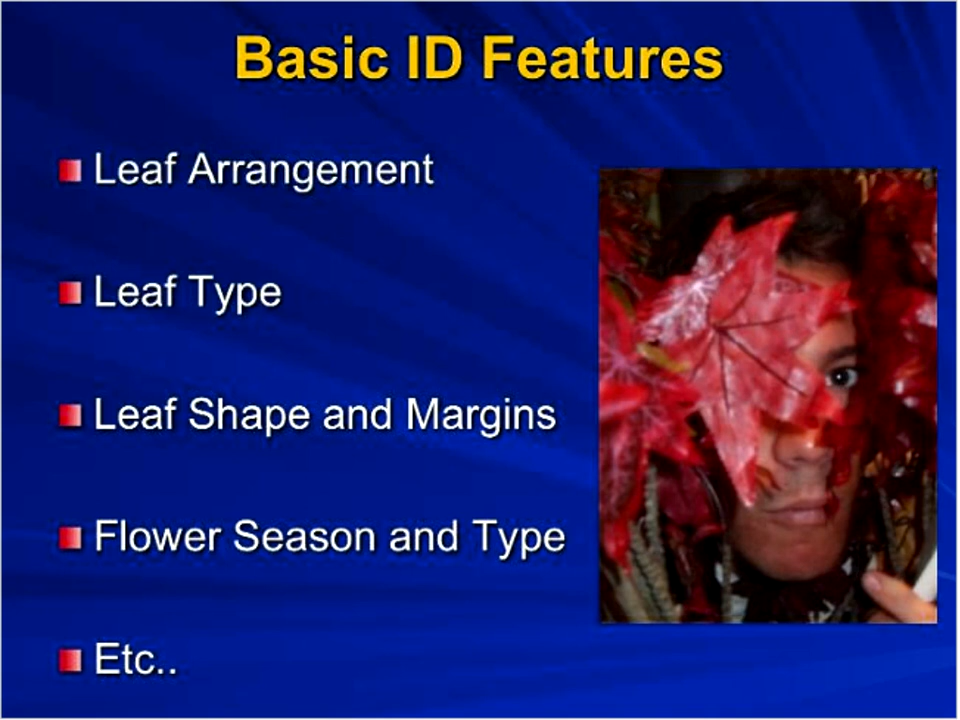 Basic ID Features
Leaf Arrangement
Leaf Type
Leaf Shape and Margins
Flower Season and Type
Etc..